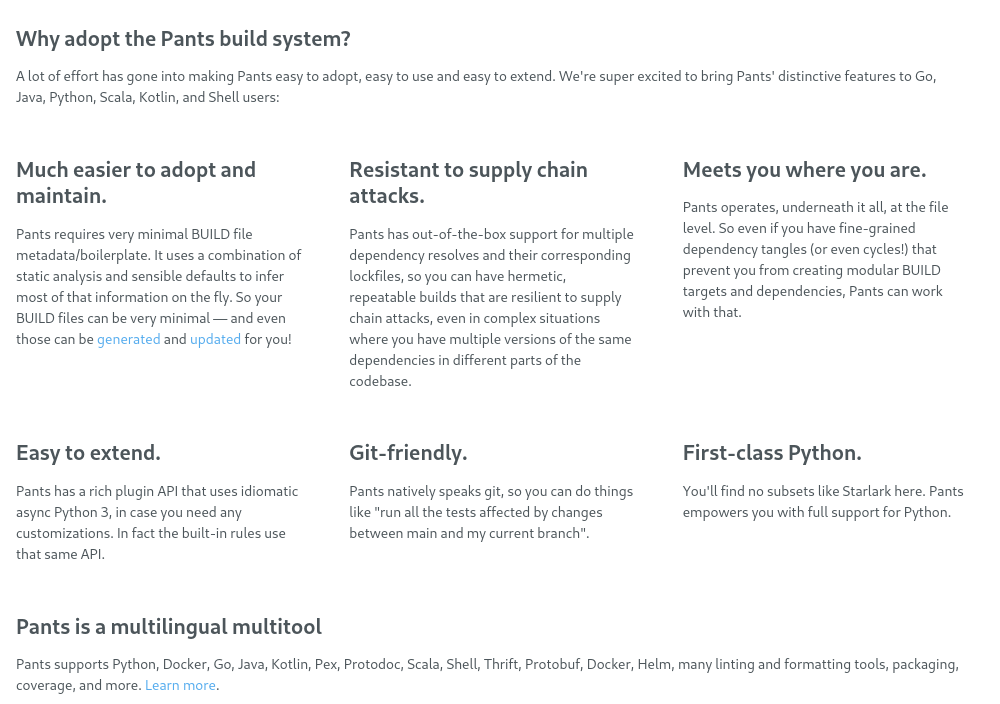 Why adopt the Pants build system?
A lot of effort has gone into making Pants easy to adopt, easy to use and easy to extend. We're super excited to bring Pants' distinctive features to Go,
Java, Python, Scala, Kotlin, and Shell users:
Much easier to adopt and
maintain.
Pants requires very minimal BUILD file
metadata/boilerplate. It uses a combination of
static analysis and sensible defaults to infer
most of that information on the fly. So your
BUILD files can be very minimal — and even
those can be generated and updated for you!
Resistant to supply chain
attacks.
Pants has out-of-the-box support for multiple
dependency resolves and their corresponding
lockfiles, so you can have hermetic,
repeatable builds that are resilient to supply
chain attacks, even in complex situations
where you have multiple versions of the same
dependencies in different parts of the
codebase.
Meets you where you are.
Pants operates, underneath it all, at the file
level. So even if you have fine-grained
dependency tangles (or even cycles!) that
prevent you from creating modular BUILD
targets and dependencies, Pants can work
with that.
Easy to extend.
Pants has a rich plugin API that uses idiomatic
async Python 3, in case you need any
customizations. In fact the built-in rules use
that same API.
Git-friendly.
Pants natively speaks git, so you can do things
like "run all the tests affected by changes
between main and my current branch".
First-class Python.
You'll find no subsets like Starlark here. Pants
empowers you with full support for Python.
Pants is a multilingual multitool
Pants supports Python, Docker, Go, Java, Kotlin, Pex, Protodoc, Scala, Shell, Thrift, Protobuf, Docker, Helm, many linting and formatting tools, packaging,
coverage, and more. Learn more.